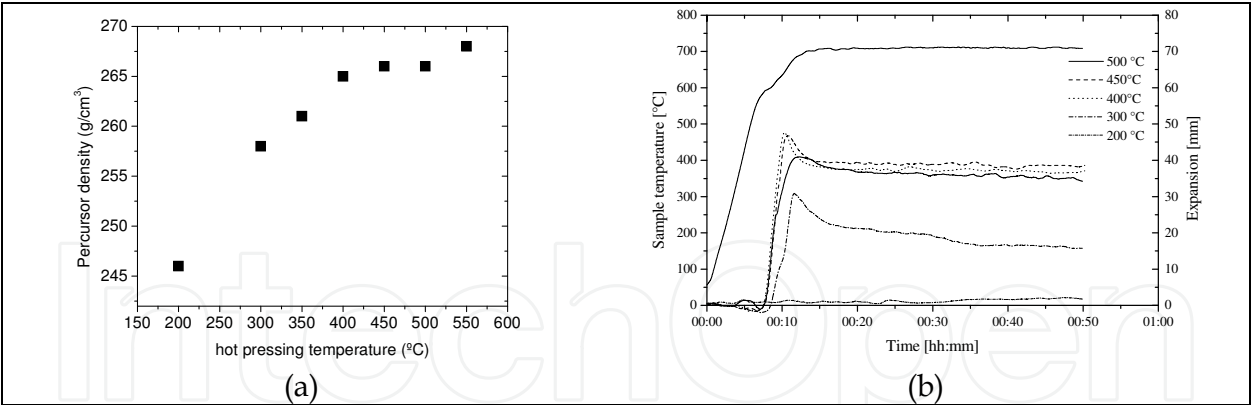 270
265
260
255
250
245
Percursor density (g/cm³)
150 200 250 300 350 400 450 500 550 600
hot pressing temperature (ºC)
(a)
800
700
600
500
400
300
200
100
0
Sample temperature [°C]
500 °C
450°C
400°C
300 °C
200 °C
80
70
60
50
40
30
20
10
0
Expansion [mm]
00:00 00:10 00:20 00:30 00:40 00:50 01:00
Time [hh:mm]
(b)
IntechOpen